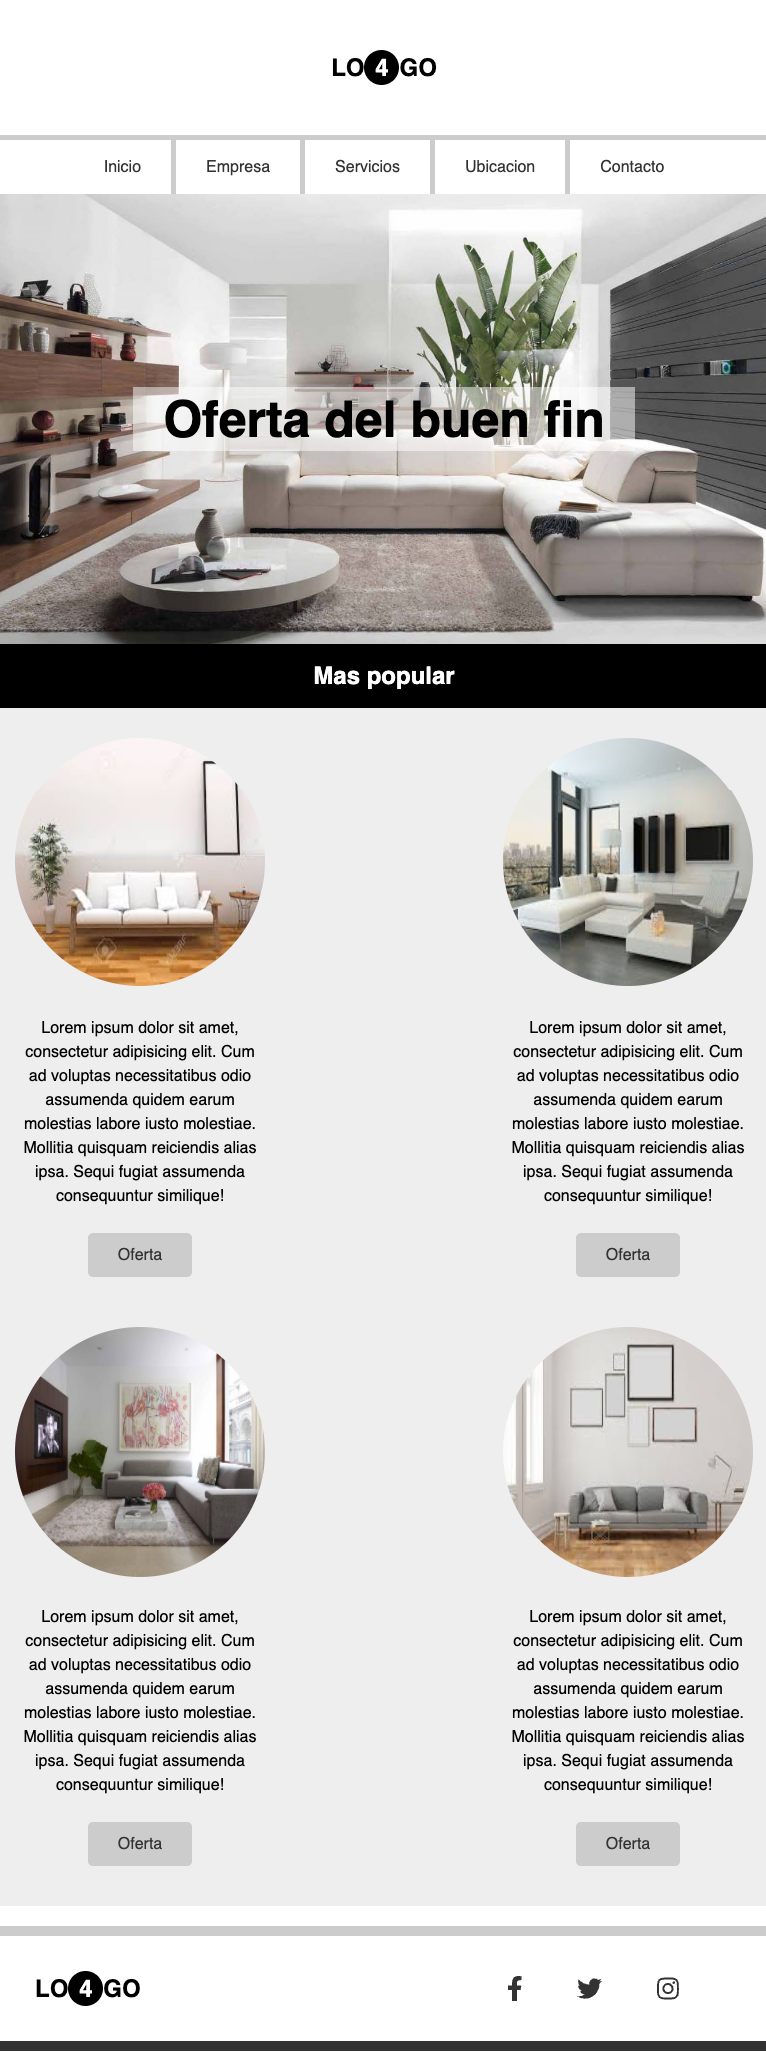 LO4GO
Inicio Empresa Servicios Ubicacion Contacto
Oferta del buen fin
Mas popular
Lorem ipsum dolor sit amet,
consectetur adipisicing elit. Cum
ad voluptas necessitatibus odio
assumenda quidem earum
molestias labore iusto molestiae.
Mollitia quisquam reiciendis alias
ipsa. Sequi fugiat assumenda
consequuntur similique!
Oferta
Lorem ipsum dolor sit amet,
consectetur adipisicing elit. Cum
ad voluptas necessitatibus odio
assumenda quidem earum
molestias labore iusto molestiae.
Mollitia quisquam reiciendis alias
ipsa. Sequi fugiat assumenda
consequuntur similique!
Oferta
Lorem ipsum dolor sit amet,
consectetur adipisicing elit. Cum
ad voluptas necessitatibus odio
assumenda quidem earum
molestias labore iusto molestiae.
Mollitia quisquam reiciendis alias
ipsa. Sequi fugiat assumenda
consequuntur similique!
Oferta
Lorem ipsum dolor sit amet,
consectetur adipisicing elit. Cum
ad voluptas necessitatibus odio
assumenda quidem earum
molestias labore iusto molestiae.
Mollitia quisquam reiciendis alias
ipsa. Sequi fugiat assumenda
consequuntur similique!
Oferta
LO4GO